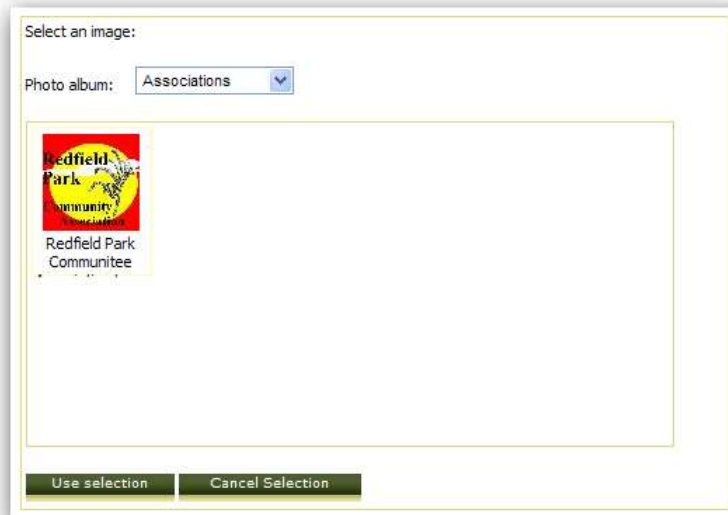 Select an image:
Photo album:
Associations
Redfield
Park
Community
Association
Redfield Park
Communitee
Use selection
Cancel Selection